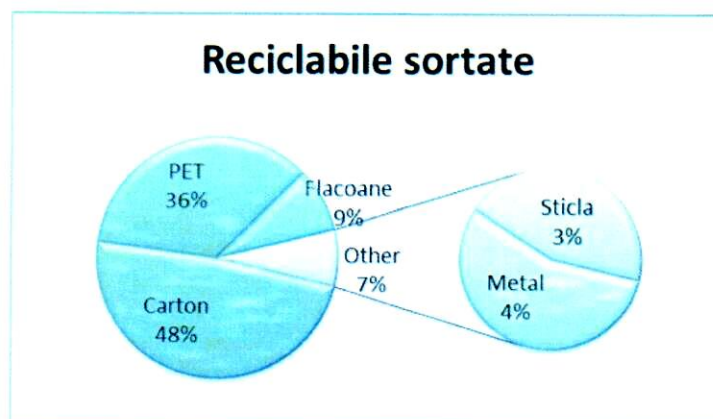 Reciclabile sortate
PET
36%
Flacoane
9%
Other
7%
Carton
48%
Sticla
3%
Metal
4%